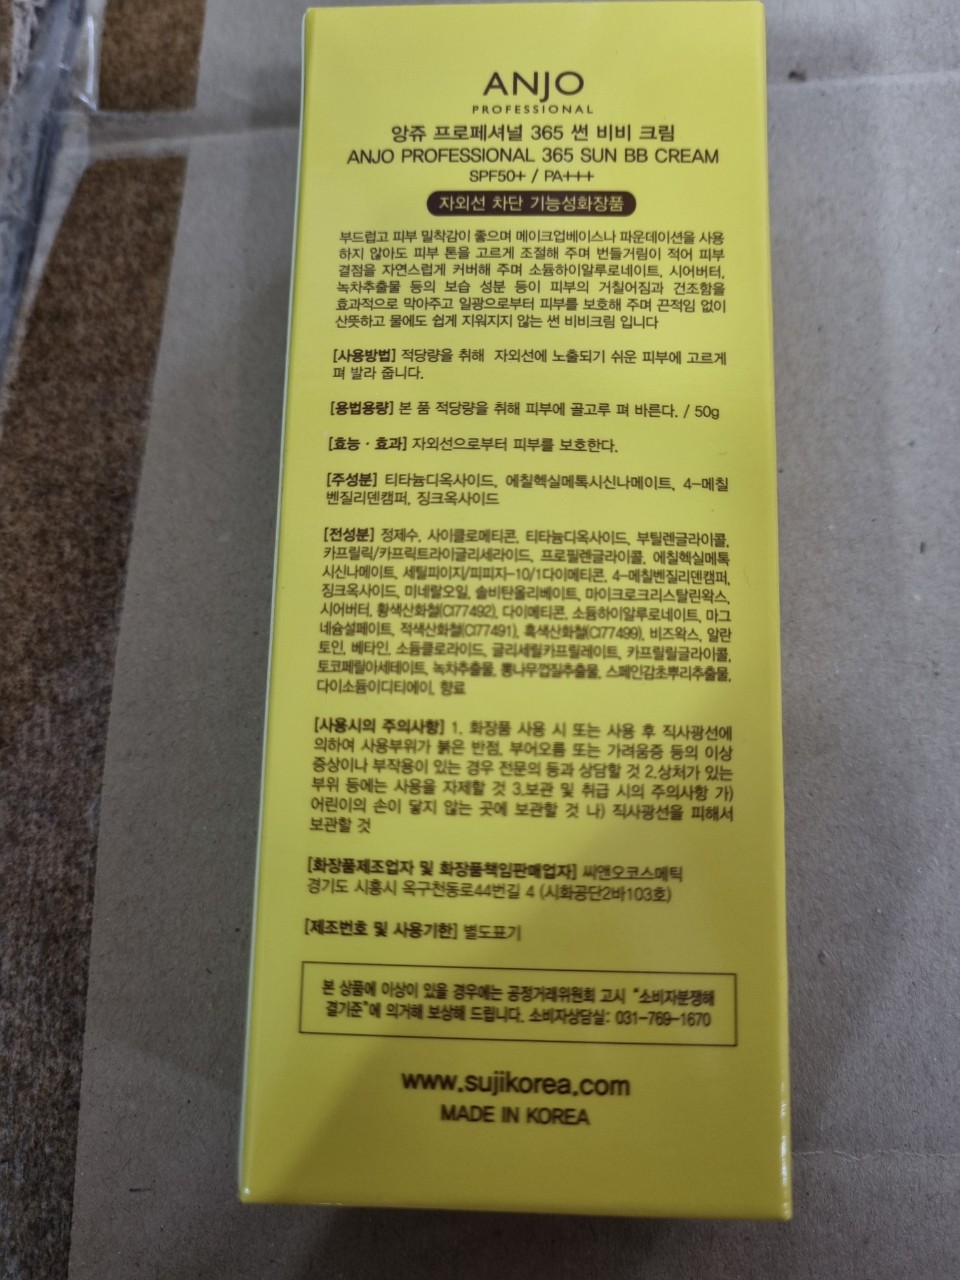 ANJO
PROFESSIONAL
앙쥬 프로페셔널 365 썬 비비 크림
ANJO PROFESSIONAL 365 SUN BB CREAM
SPF50+ / PA+++
자외선 차단 기능성화장품
부드럽고 피부 밀착감이 좋으며 메이크업베이스나 파운데이션을 사용
하지 않아도 피부 톤을 고르게 조절해 주며 번들거림이 적어 피부
결점을 자연스럽게 커버해 주며 소듐하이알루로네이트, 시어버터,
녹차추출물 등의 보습 성분 등이 피부의 거칠어짐과 건조함을
효과적으로 막아주고 일광으로부터 피부를 보호해 주며 끈적임 없이
산뜻하고 물에도 쉽게 지워지지 않는 썬 비비크림 입니다
[사용방법] 적당량을 취해 자외선에 노출되기 쉬운 피부에 고르게
펴 발라 줍니다.
[용법용량] 본 품 적당량을 취해 피부에 골고루 펴 바른다. / 50g
[효능 · 효과] 자외선으로부터 피부를 보호한다.
[주성분] 티타늄디옥사이드, 에칠헥실메톡시신나메이트, 4-메칠
벤질리덴캠퍼, 징크옥사이드
[전성분] 정제수, 사이클로메티콘, 티타늄디옥사이드, 부틸렌글라이콜,
카프릴릭/카프릭트라이글리세라이드, 프로필렌글라이콜, 에칠헥실메톡
시신나메이트, 세틸피이지/피피지-10/1다이메티콘, 4-메칠벤질리덴캠퍼,
징크옥사이드, 미네랄오일, 솔비탄올리베이트, 마이크로크리스탈린왁스,
시어버터, 황색산화철(CI77492), 다이메티콘, 소듐하이알루로네이트, 마그
네슘설페이트, 적색산화철(CI77491), 흑색산화철(CI77499), 비즈왁스, 알란
토인, 베타인, 소듐클로라이드, 글리세릴카프릴레이트, 카프릴릴글라이콜,
토코페릴아세테이트, 녹차추출물, 뽕나무껍질추출물, 스페인감초뿌리추출물,
다이소듐이디티에이, 향료
[사용시의 주의사항] 1. 화장품 사용 시 또는 사용 후 직사광선에
의하여 사용부위가 붉은 반점, 부어오름 또는 가려움증 등의 이상
증상이나 부작용이 있는 경우 전문의 등과 상담할 것 2.상처가 있는
부위 등에는 사용을 자제할 것 3.보관 및 취급 시의 주의사항 가)
어린이의 손이 닿지 않는 곳에 보관할 것 나) 직사광선을 피해서
보관할 것
[화장품제조업자 및 화장품책임판매업자] 씨앤오코스메틱
경기도 시흥시 옥구천동로44번길 4 (시화공단2바103호)
[제조번호 및 사용기한] 별도표기
본 상품에 이상이 있을 경우에는 공정거래위원회 고시 "소비자분쟁해
결기준"에 의거해 보상해 드립니다. 소비자상담실: 031-769-1670
www.sujikorea.com
MADE IN KOREA